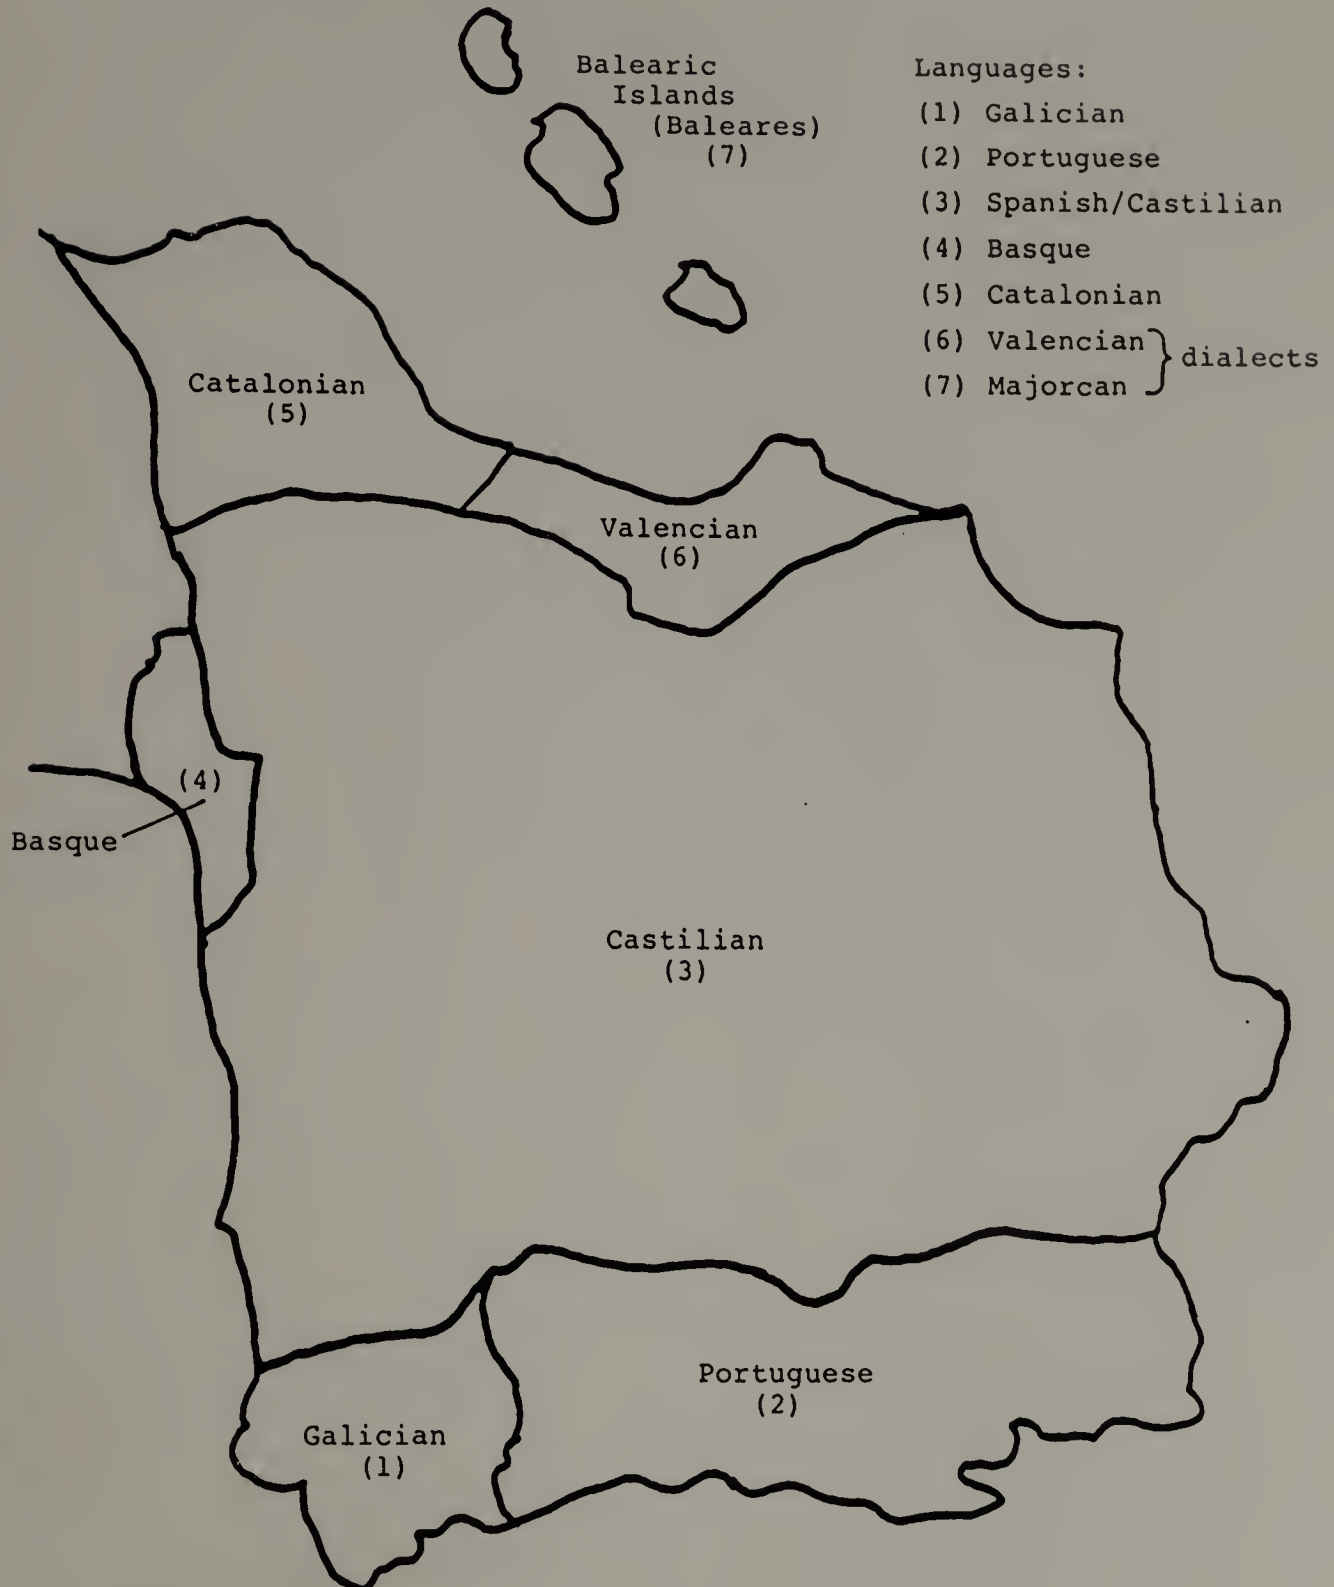 Balearic
Islands
(Baleares)
(7)
Languages:
(1) Galician
(2) Portuguese
(3) Spanish/Castilian
(4) Basque
(5) Catalonian
(6) Valencian
(7) Majorcan
dialects
Catalonian
(5)
Valencian
(6)
(4)
Basque
Castilian
(3)
Portuguese
(2)
Galician
(1)